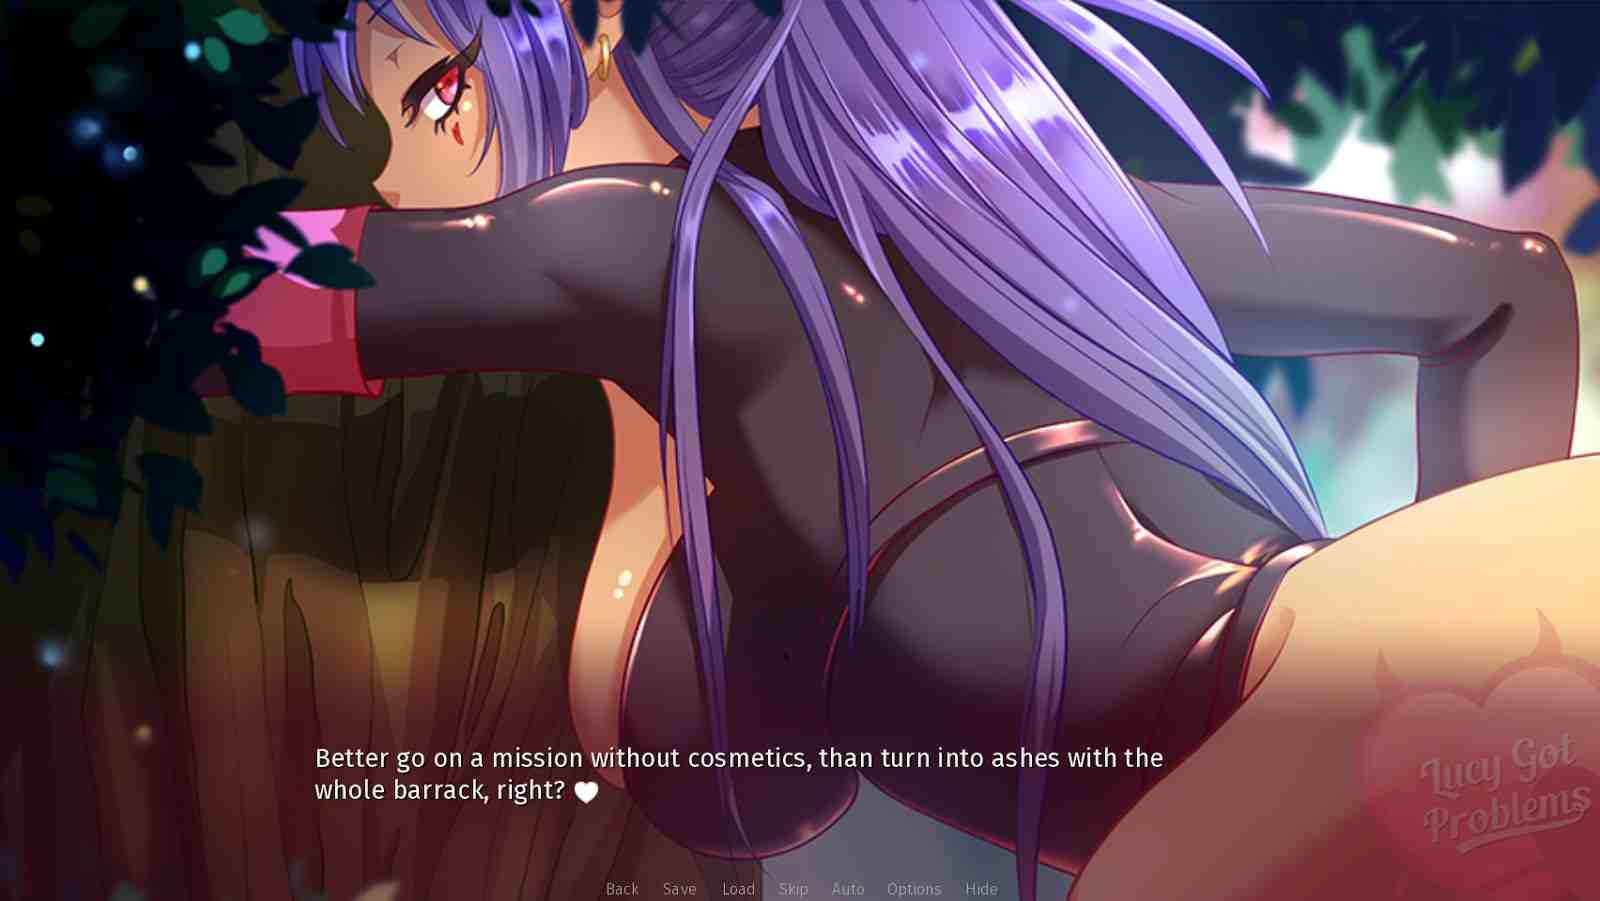 Better go on a mission without cosmetics, than turn into ashes with the
whole barrack, right?
Lucy Got
Problems
Back Save Load Skip Auto Options Hide